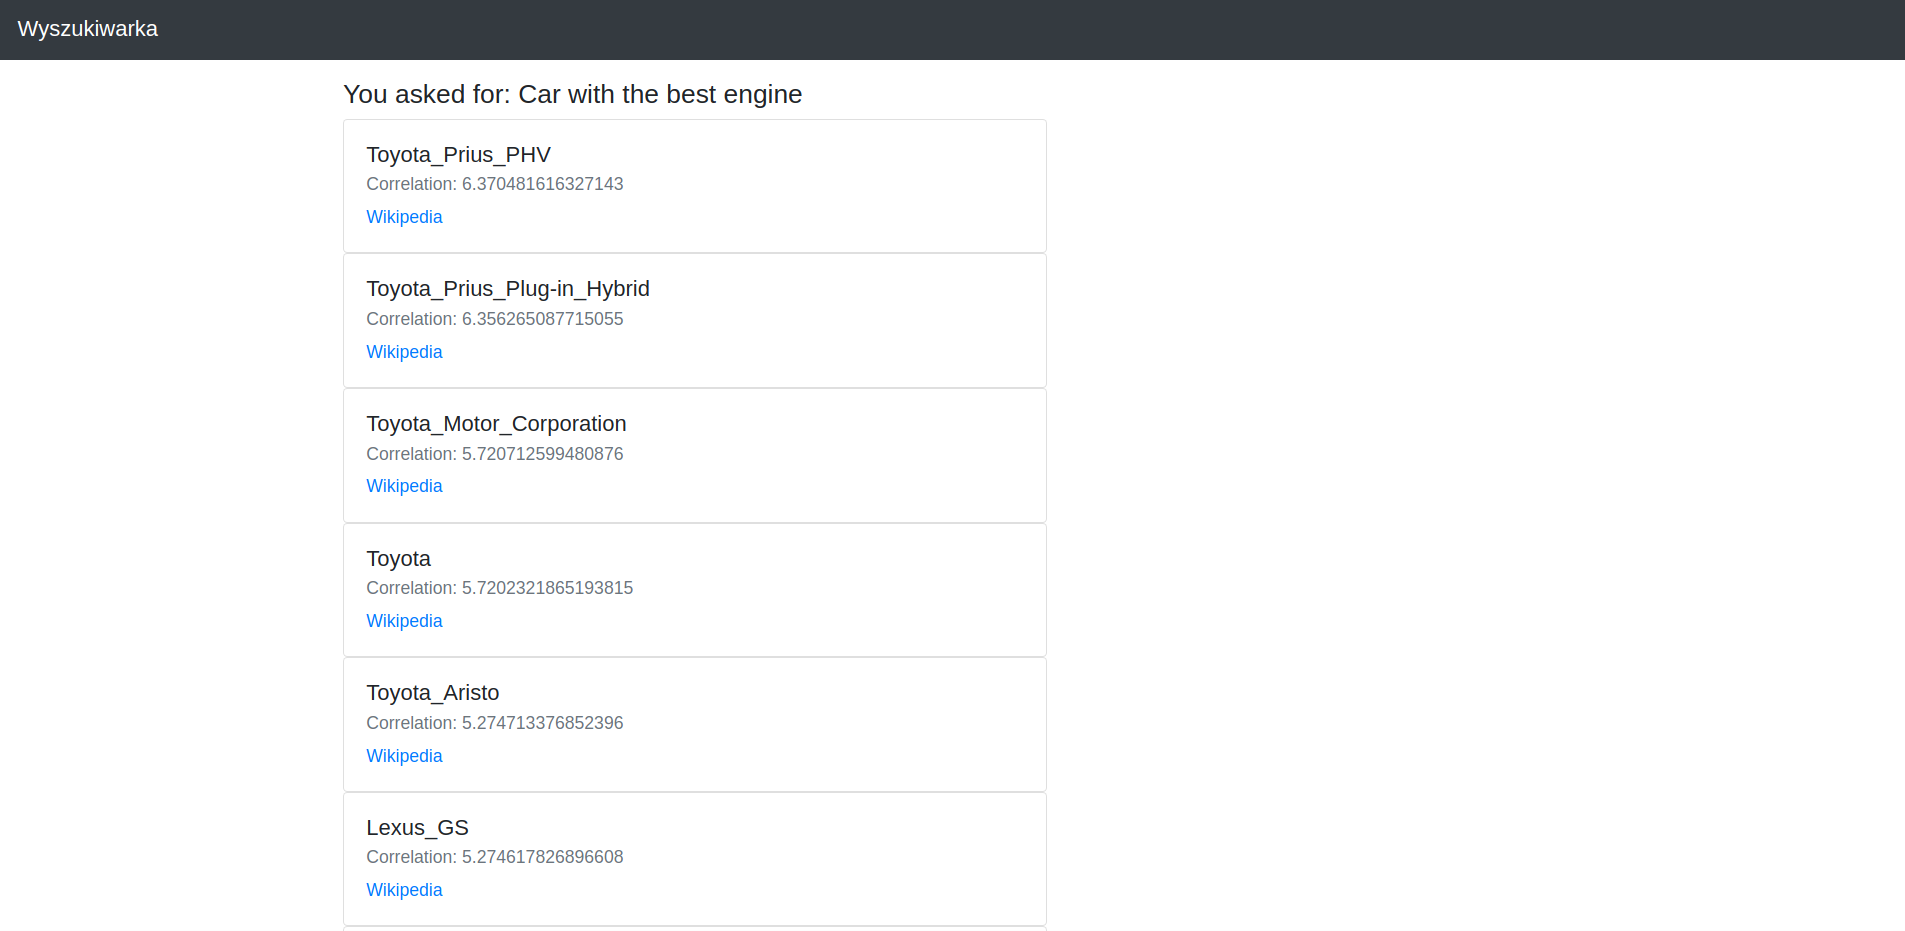 Wyszukiwarka
You asked for: Car with the best engine
Toyota_Prius_PHV
Correlation: 6.370481616327143
Wikipedia
Toyota_Prius_Plug-in_Hybrid
Correlation: 6.356265087715055
Wikipedia
Toyota_Motor_Corporation
Correlation: 5.720712599480876
Wikipedia
Toyota
Correlation: 5.7202321865193815
Wikipedia
Toyota_Aristo
Correlation: 5.274713376852396
Wikipedia
Lexus_GS
Correlation: 5.274617826896608
Wikipedia